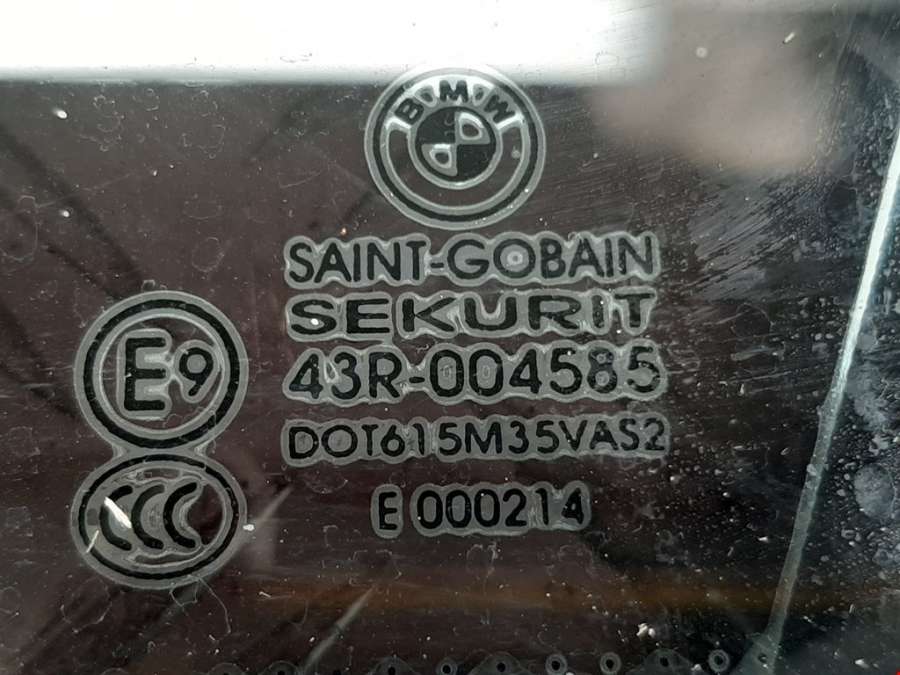 BMW
SAINT-GOBAIN
SEKURIT
E9
43R-004585
DOT615M35VAS2
CCC
E 000214